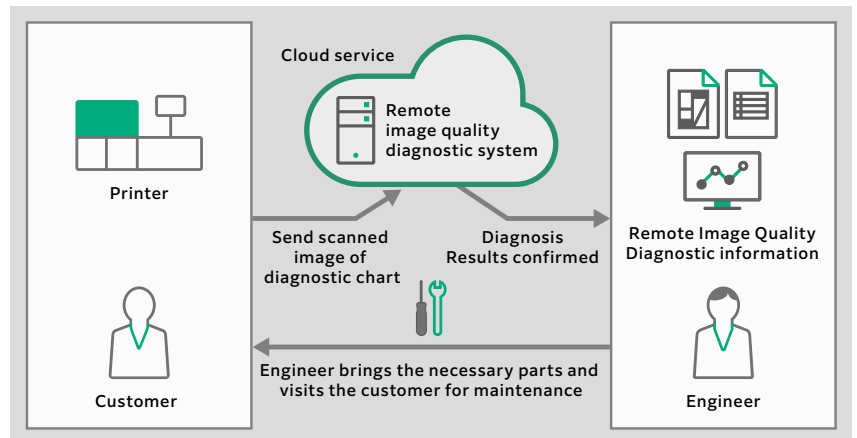 Cloud service
Remote
image quality
diagnostic system
Printer
Send scanned
image of
diagnostic chart
Diagnosis
Results confirmed
Remote Image Quality
Diagnostic information
Customer
Engineer brings the necessary parts and
visits the customer for maintenance
Engineer